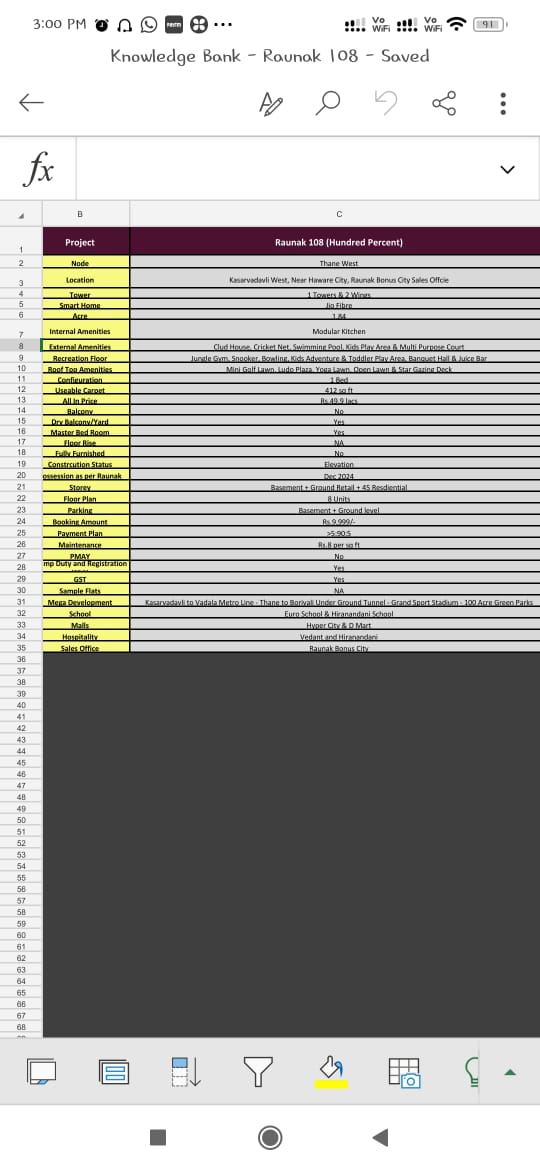 3:00 PM
paytm
Vo WiFi
Vo WiFi
91
Knowledge Bank - Raunak 108 - Saved
fx
B C
1 Project Raunak 108 (Hundred Percent)
2 Node Thane West
3 Location Kasarvadavli West, Near Haware City, Raunak Bonus City Sales Offcie
4 Tower 1 Towers & 2 Wings
5 Smart Home Jio Fibre
6 Acre 1.84
7 Internal Amenities Modular Kitchen
8 External Amenities Clud House, Cricket Net, Swimming Pool, Kids Play Area & Multi Purpose Court
9 Recreation Floor Jungle Gym, Snooker, Bowling, Kids Adventure & Toddler Play Area, Banquet Hall & Juice Bar
10 Roof Top Amenities Mini Golf Lawn, Ludo Plaza, Yoga Lawn, Open Lawn & Star Gazing Deck
11 Configuration 1 Bed
12 Useable Carpet 412 sq ft
13 All In Price Rs.49.9 lacs
14 Balcony No
15 Dry Balcony/Yard Yes
16 Master Bed Room Yes
17 Floor Rise NA
18 Fully Furnished No
19 Constrcution Status Elevation
20 ossession as per Raunak Dec 2024
21 Storey Basement + Ground Retail + 45 Resdiential
22 Floor Plan 8 Units
23 Parking Basement + Ground level
24 Booking Amount Rs.9,999/-
25 Payment Plan >5:90:5
26 Maintenance Rs.8 per sq ft
27 PMAY No
28 mp Duty and Registration Yes
29 GST Yes
30 Sample Flats NA
31 Mega Development Kasarvadavli to Vadala Metro Line - Thane to Borivali Under Ground Tunnel - Grand Sport Stadium - 100 Acre Green Parks
32 School Euro School & Hiranandani School
33 Malls Hyper City & D Mart
34 Hospitality Vedant and Hiranandani
35 Sales Office Raunak Bonus City
36
37
38
39
40
41
42
43
44
45
46
47
48
49
50
51
52
53
54
55
56
57
58
59
60
61
62
63
64
65
66
67
68